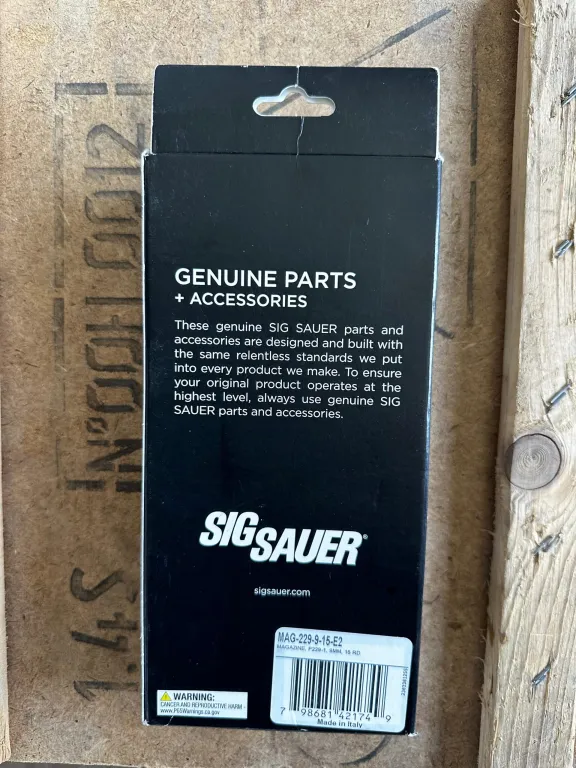 GENUINE PARTS
+ ACCESSORIES
These genuine SIG SAUER parts and
accessories are designed and built with
the same relentless standards we put
into every product we make. To ensure
your original product operates at the
highest level, always use genuine SIG
SAUER parts and accessories.
SIG SAUER®
sigsauer.com
MAG-229-9-15-E2
MAGAZINE, P229-1, 9MM, 15 RD
7 98681 42174 9
Made in Italy
WARNING:
CANCER AND REPRODUCTIVE HARM -
www.P65Warnings.ca.gov
1.4S